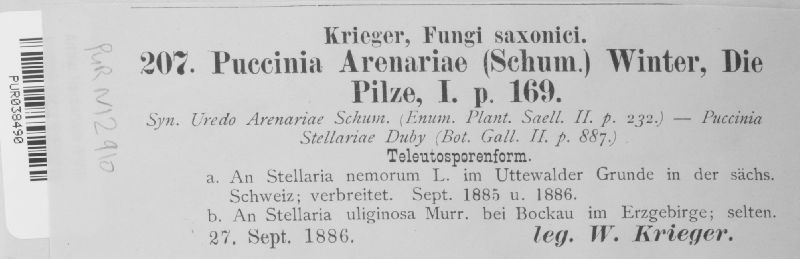 Krieger, Fungi saxonici.
207. Puccinia Arenariae (Schum.) Winter, Die
Pilze, I. p. 169.
Syn. Uredo Arenariae Schum. (Enum. Plant. Saell. II. p. 232.) — Puccinia
Stellariae Duby (Bot. Gall. II. p. 887.)
Teleutosporenform.
a. An Stellaria nemorum L. im Uttewalder Grunde in der sächs.
Schweiz; verbreitet. Sept. 1885 u. 1886.
b. An Stellaria uliginosa Murr. bei Bockau im Erzgebirge; selten.
27. Sept. 1886. leg. W. Krieger.
PUR038490
PUR N1290